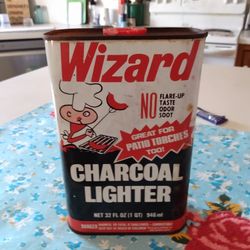 Wizard
NO
FLARE-UP
TASTE
ODOR
SOOT
GREAT FOR
PATIO TORCHES
TOO!
CHARCOAL
LIGHTER
NET 32 FL OZ (1 QT) 946 ml
DANGER